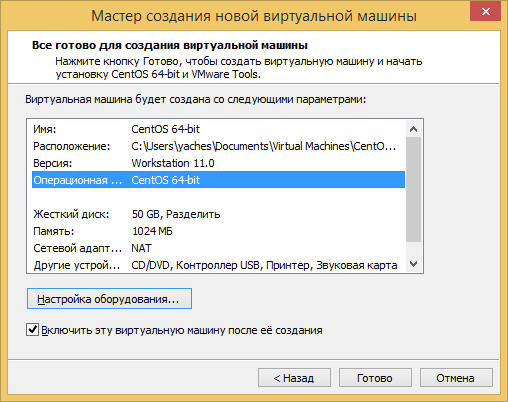 Мастер создания новой виртуальной машины
Все готово для создания виртуальной машины
Нажмите кнопку Готово, чтобы создать виртуальную машину и начать
установку CentOS 64-bit и VMware Tools.
Виртуальная машина будет создана со следующими параметрами:
Имя: CentOS 64-bit
Расположение: C:\Users\yaches\Documents\Virtual Machines\CentO...
Версия: Workstation 11.0
Операционная ... CentOS 64-bit
Жесткий диск: 50 GB, Разделить
Память: 1024 МБ
Сетевой адапт... NAT
Другие устрой... CD/DVD, Контроллер USB, Принтер, Звуковая карта
Настройка оборудования...
Включить эту виртуальную машину после её создания
< Назад Готово Отмена